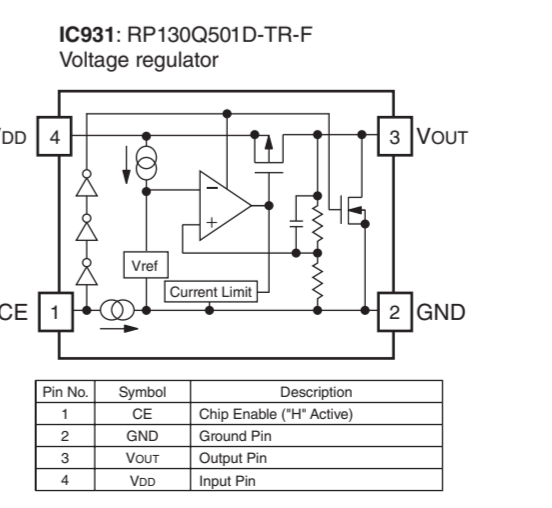 IC931: RP130Q501D-TR-F
Voltage regulator
VDD 4
3 VOUT
Vref
Current Limit
CE 1
2 GND
Pin No. Symbol Description
1 CE Chip Enable ("H" Active)
2 GND Ground Pin
3 VOUT Output Pin
4 VDD Input Pin